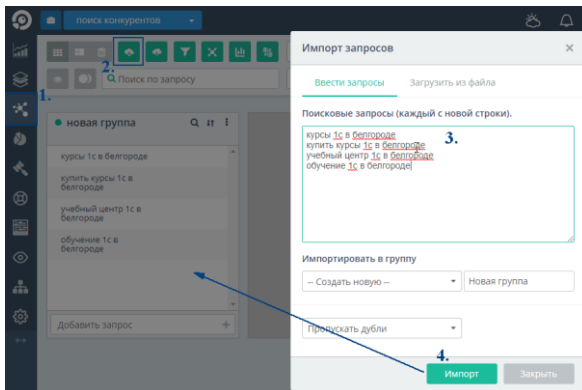 поиск конкурентов
2.
Поиск по запросу
1.
новая группа
курсы 1с в белгороде
купить курсы 1с в
белгороде
учебный центр 1с в
белгороде
обучение 1с в
белгороде
Добавить запрос
Импорт запросов
Ввести запросы
Загрузить из файла
Поисковые запросы (каждый с новой строки).
курсы 1с в белгороде
3.
купить курсы 1с в белгороде
учебный центр 1с в белгороде
обучение 1с в белгороде
Импортировать в группу
-- Создать новую --
Новая группа
Пропускать дубли
4.
Импорт
Закрыть